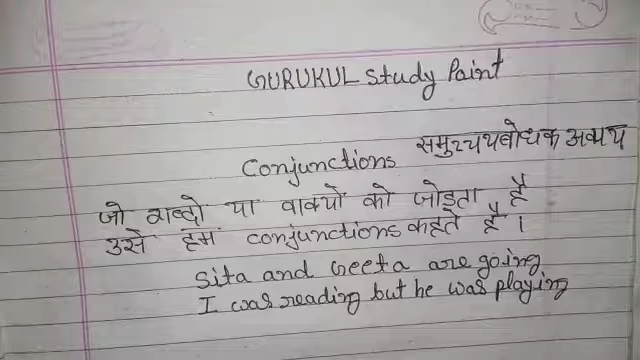 GURUKUL Study Paint
Conjunctions समुच्चयबोधक अव्यय
जो शब्दो या वाक्यो को जोड़ता है
उसे हम conjunctions कहते है।
Sita and Geeta are going
I was reading but he was playing